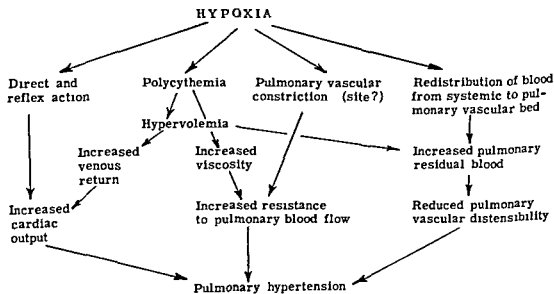 HYPOXIA
Direct and
reflex action
Polycythemia
Pulmonary vascular
constriction (site?)
Redistribution of blood
from systemic to pul-
monary vascular bed
Hypervolemia
Increased
venous
return
Increased
viscosity
Increased pulmonary
residual blood
Increased
cardiac
output
Increased resistance
to pulmonary blood flow
Reduced pulmonary
vascular distensibility
Pulmonary hypertension